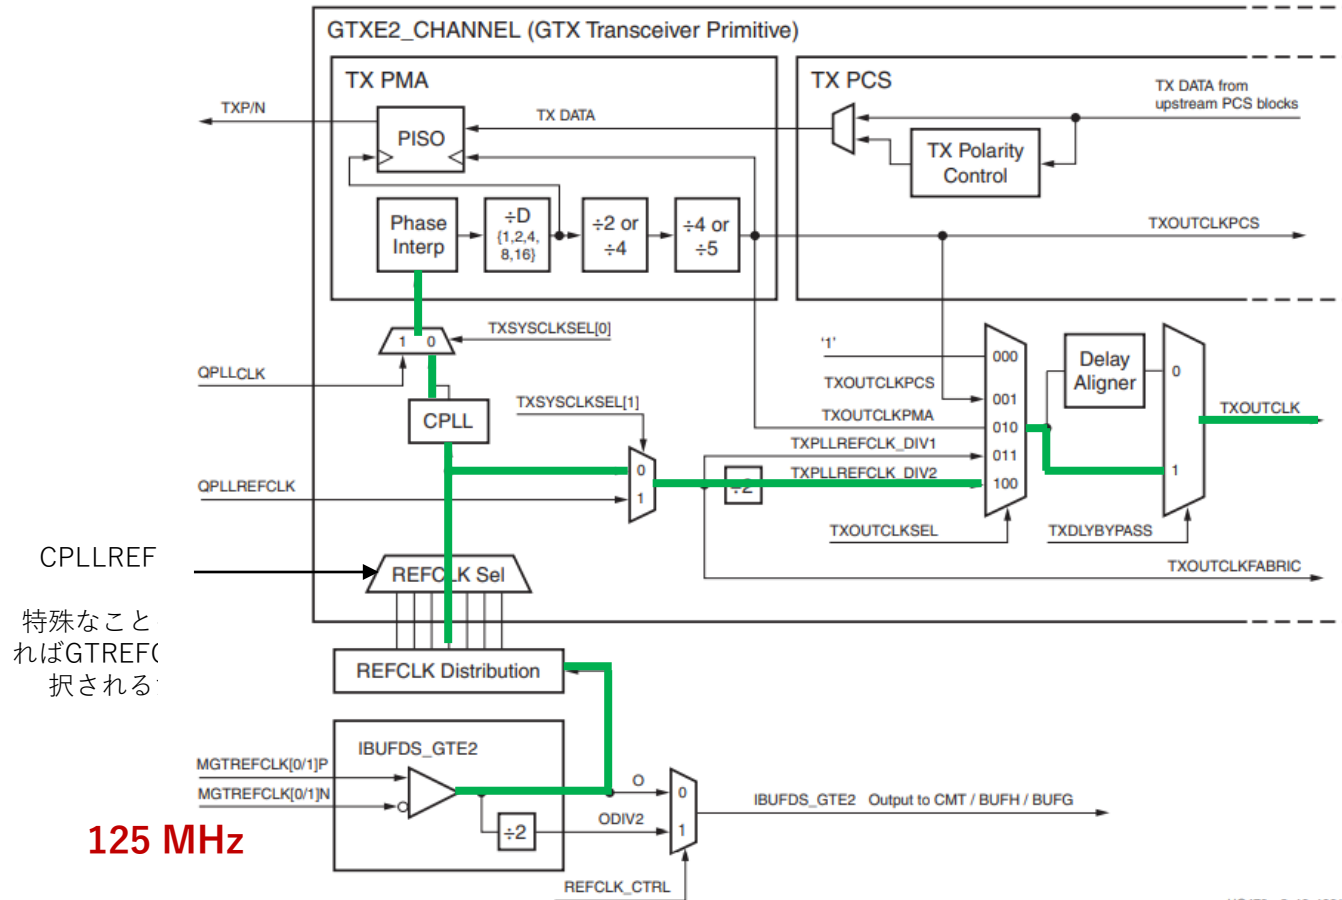 GTXE2_CHANNEL (GTX Transceiver Primitive)
TX PMA
TX PCS
TX DATA from
upstream PCS blocks
TXP/N
TX DATA
PISO
TX Polarity
Control
Phase
Interp
÷D
{1,2,4,
8,16}
÷2 or
÷4
÷4 or
÷5
TXOUTCLKPCS
1 0
TXSYSCLKSEL[0]
QPLLCLK
CPLL
TXSYSCLKSEL[1]
0
1
QPLLREFCLK
'1'
TXOUTCLKPCS
TXOUTCLKPMA
TXPLLREFCLK_DIV1
TXPLLREFCLK_DIV2
÷2
000
001
010
011
100
Delay
Aligner
0
1
TXOUTCLK
TXOUTCLKSEL
TXDLYBYPASS
TXOUTCLKFABRIC
CPLLREF
REFCLK Sel
特殊なこと
ればGTREF
択される
REFCLK Distribution
IBUFDS_GTE2
MGTREFCLK[0/1]P
MGTREFCLK[0/1]N
125 MHz
÷2
O
ODIV2
0
1
IBUFDS_GTE2 Output to CMT / BUFH / BUFG
REFCLK_CTRL